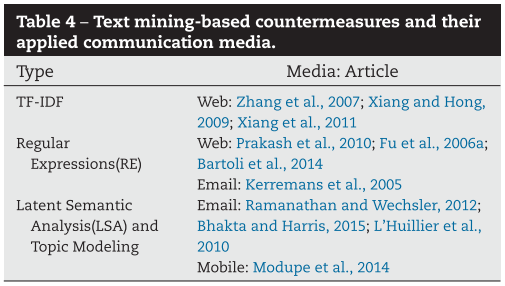 Table 4 – Text mining-based countermeasures and their
applied communication media.
Type Media: Article
TF-IDF Web: Zhang et al., 2007; Xiang and Hong,
2009; Xiang et al., 2011
Regular Web: Prakash et al., 2010; Fu et al., 2006a;
Expressions(RE) Bartoli et al., 2014
Email: Kerremans et al., 2005
Latent Semantic Email: Ramanathan and Wechsler, 2012;
Analysis(LSA) and Bhakta and Harris, 2015; L'Huillier et al.,
Topic Modeling 2010
Mobile: Modupe et al., 2014